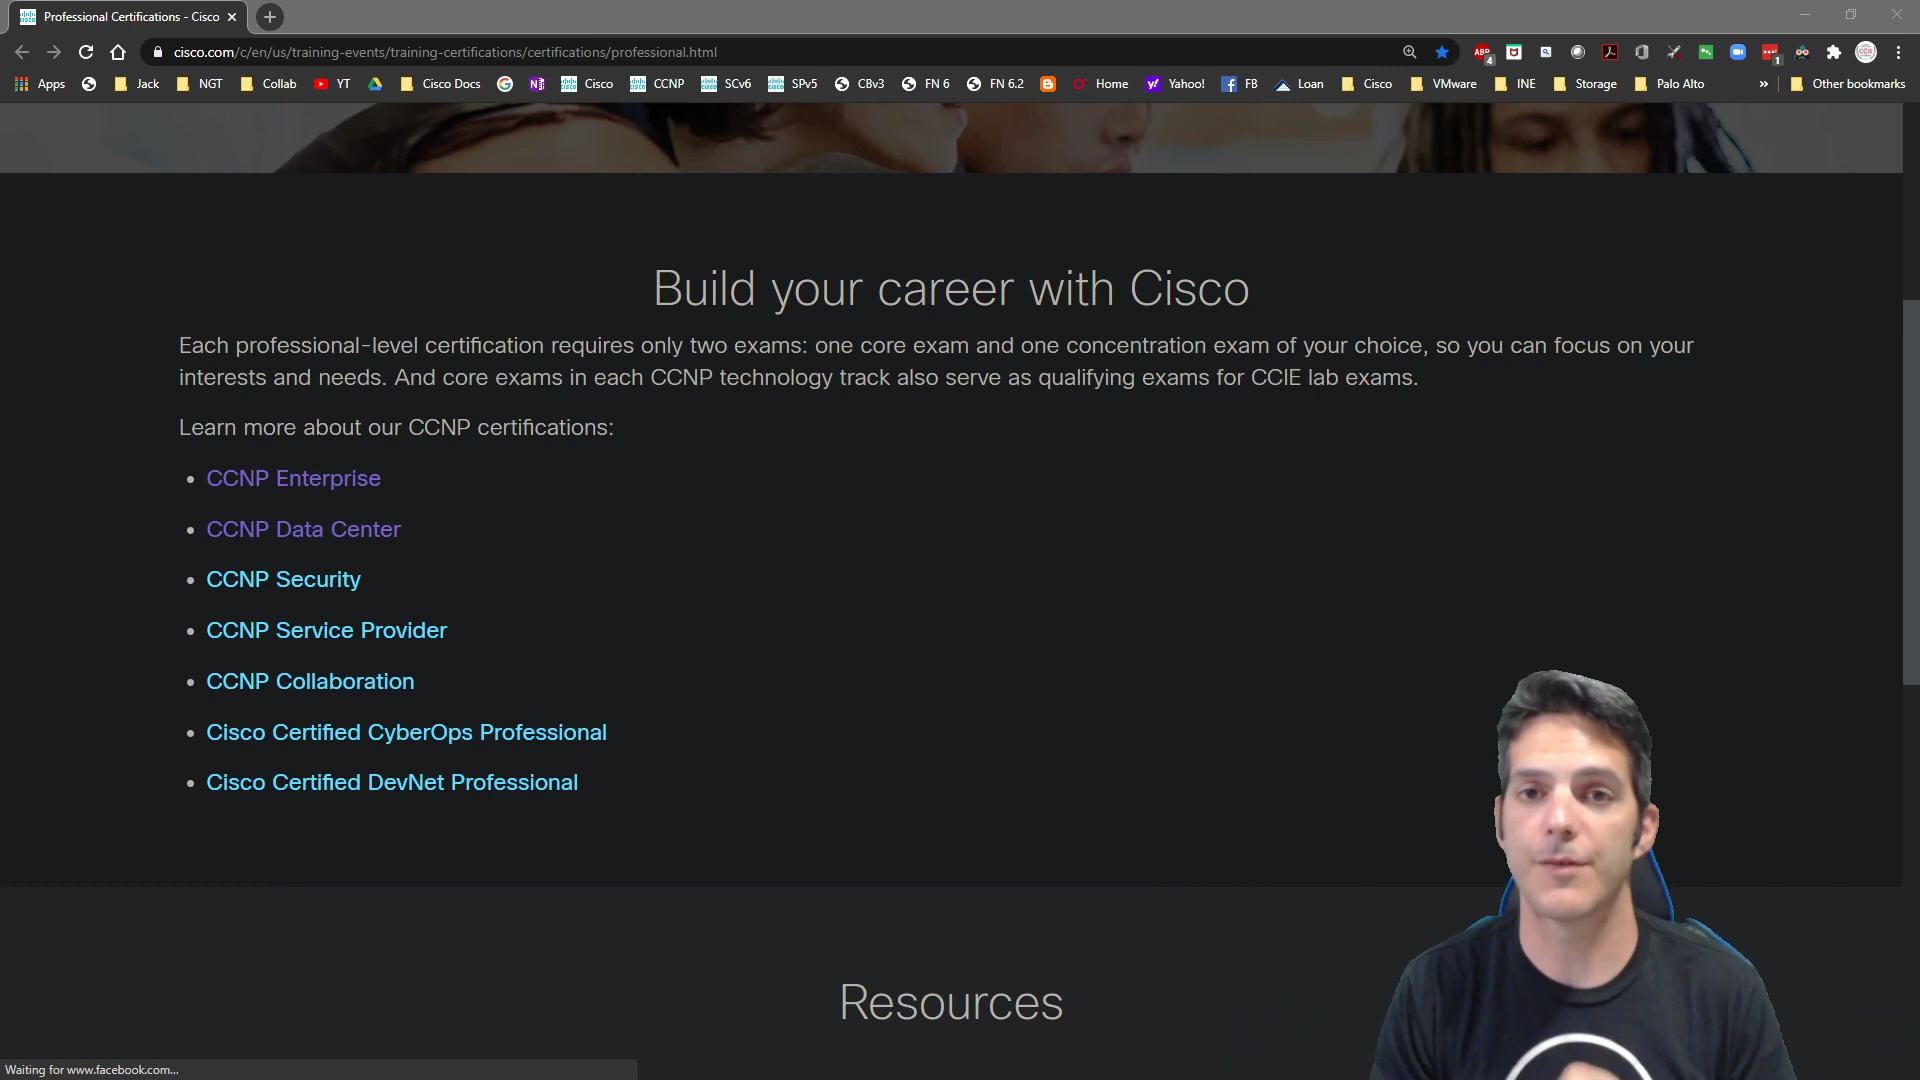 Professional Certifications - Cisco
cisco.com/c/en/us/training-events/training-certifications/certifications/professional.html
ABP 4 1
Apps Jack NGT Collab YT Cisco Docs Cisco CCNP SCv6 SPv5 CBv3 FN 6 FN 6.2 Home Yahoo! FB Loan Cisco VMware INE Storage Palo Alto » Other bookmarks
Build your career with Cisco
Each professional-level certification requires only two exams: one core exam and one concentration exam of your choice, so you can focus on your
interests and needs. And core exams in each CCNP technology track also serve as qualifying exams for CCIE lab exams.
Learn more about our CCNP certifications:
• CCNP Enterprise
• CCNP Data Center
• CCNP Security
• CCNP Service Provider
• CCNP Collaboration
• Cisco Certified CyberOps Professional
• Cisco Certified DevNet Professional
Resources
Waiting for www.facebook.com...